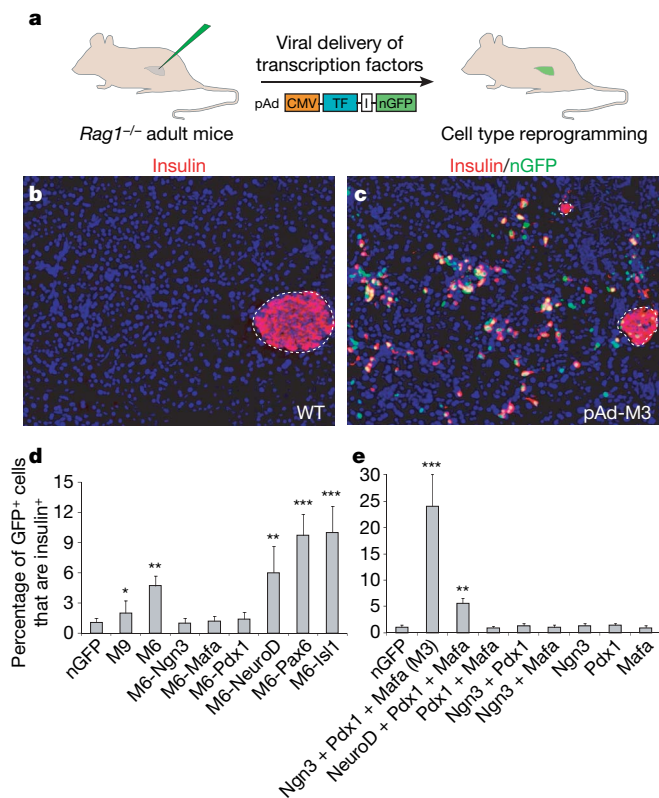 a
Viral delivery of
transcription factors
pAd CMV TF I nGFP
Rag1–/– adult mice
Cell type reprogramming
Insulin
Insulin/nGFP
b
c
WT
pAd-M3
d
Percentage of GFP+ cells
that are insulin+
15
12
9
6
3
0
*
**
**
***
***
nGFP
M9
M6
M6-Ngn3
M6-Mafa
M6-Pdx1
M6-NeuroD
M6-Pax6
M6-Isl1
e
30
25
20
15
10
5
0
***
**
nGFP
Ngn3 + Pdx1 + Mafa (M3)
NeuroD + Pdx1 + Mafa
Pdx1 + Mafa
Ngn3 + Pdx1
Ngn3 + Mafa
Ngn3
Pdx1
Mafa